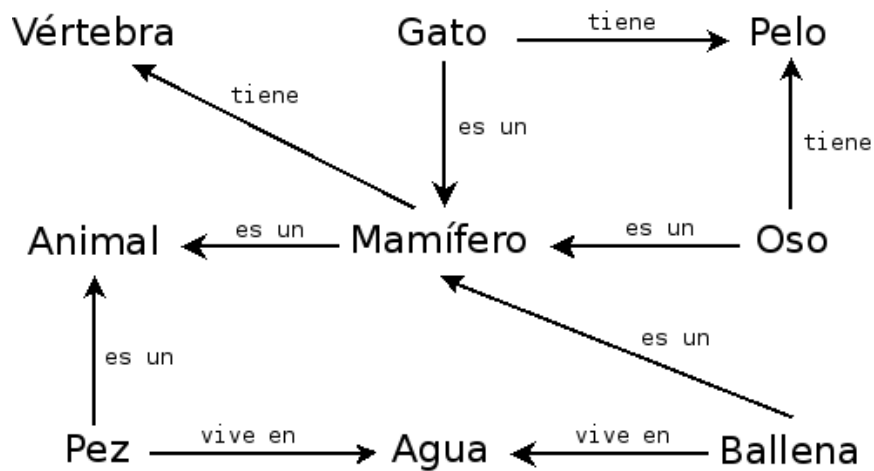 Vértebra
Gato
tiene
Pelo
tiene
es un
tiene
Animal
es un
Mamífero
es un
Oso
es un
es un
Pez
vive en
Agua
vive en
Ballena